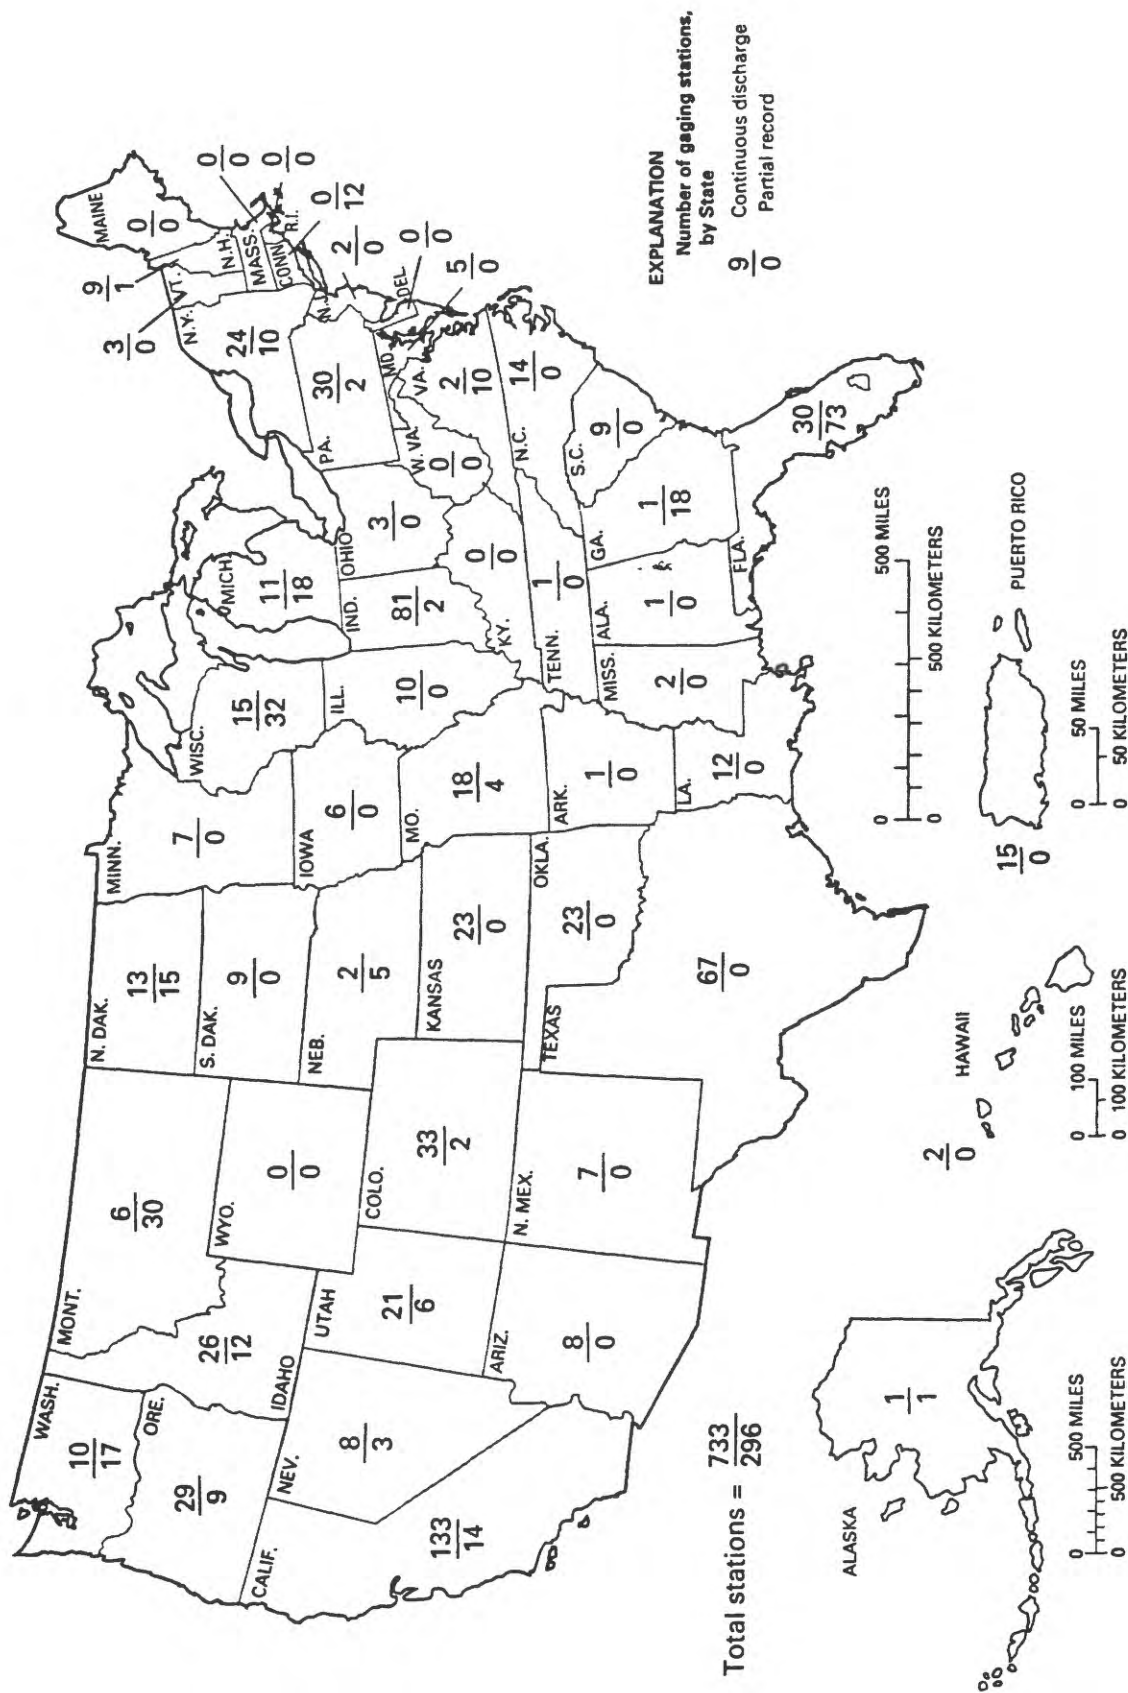 WASH.
10
17
MONT.
6
30
N. DAK.
13
15
MINN.
7
0
WISC.
15
32
MICH
11
18
MAINE
0
0
9
1
3
0
VT.
N.H.
N.Y.
24
10
MASS.
0
0
R.I.
0
0
CONN
0
12
ORE.
29
9
IDAHO
26
12
WYO.
0
0
S. DAK.
9
0
IOWA
6
0
ILL.
10
0
IND.
81
2
OHIO
3
0
PA.
30
2
N.J.
2
0
DEL
0
0
MD.
5
0
CALIF.
133
14
NEV.
8
3
UTAH
21
6
COLO.
33
2
NEB.
2
5
KANSAS
23
0
MO.
18
4
KY.
0
0
W. VA.
0
0
VA.
2
10
ARIZ.
8
0
N. MEX.
7
0
TEXAS
67
0
OKLA.
23
0
ARK.
1
0
TENN.
1
0
N.C.
14
0
LA.
12
0
MISS.
2
0
ALA.
1
0
GA.
1
18
S.C.
9
0
FLA.
30
73
EXPLANATION
Number of gaging stations,
by State
9 Continuous discharge
0 Partial record
Total stations = 733
296
0 500 MILES
0 500 KILOMETERS
ALASKA
1
1
0 500 MILES
0 500 KILOMETERS
2
0
HAWAII
0 100 MILES
0 100 KILOMETERS
15
0
PUERTO RICO
0 50 MILES
0 50 KILOMETERS